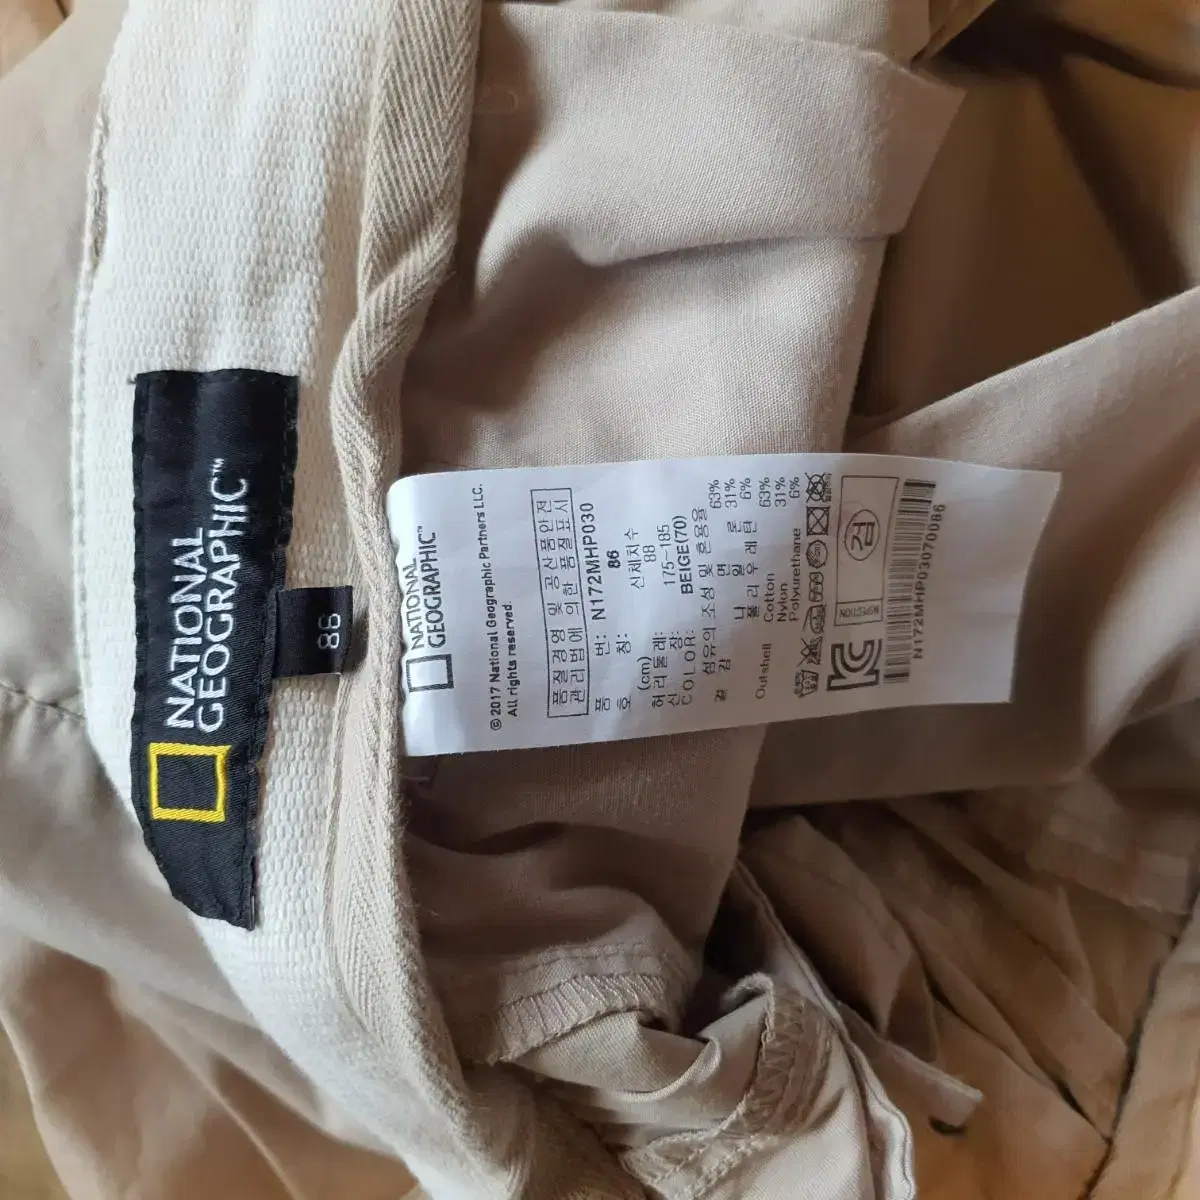 NATIONAL
GEOGRAPHIC™
86
NATIONAL
GEOGRAPHIC™
© 2017 National Geographic Partners LLC.
All rights reserved.
품질경영 및 공산품안전
관리법에 의한 품질표시
품 번: N172MHP030
호 칭: 86
(cm) 신체치수
허리둘레: 88
신 장: 175~185
COLOR: BEIGE(70)
섬유의 조성 및 혼용율
겉 감 면 63%
나 일 론 31%
폴 리 우 레 탄 6%
Outshell Cotton 63%
Nylon 31%
Polyurethane 6%
INSPECTION
검
N172MHP03070086